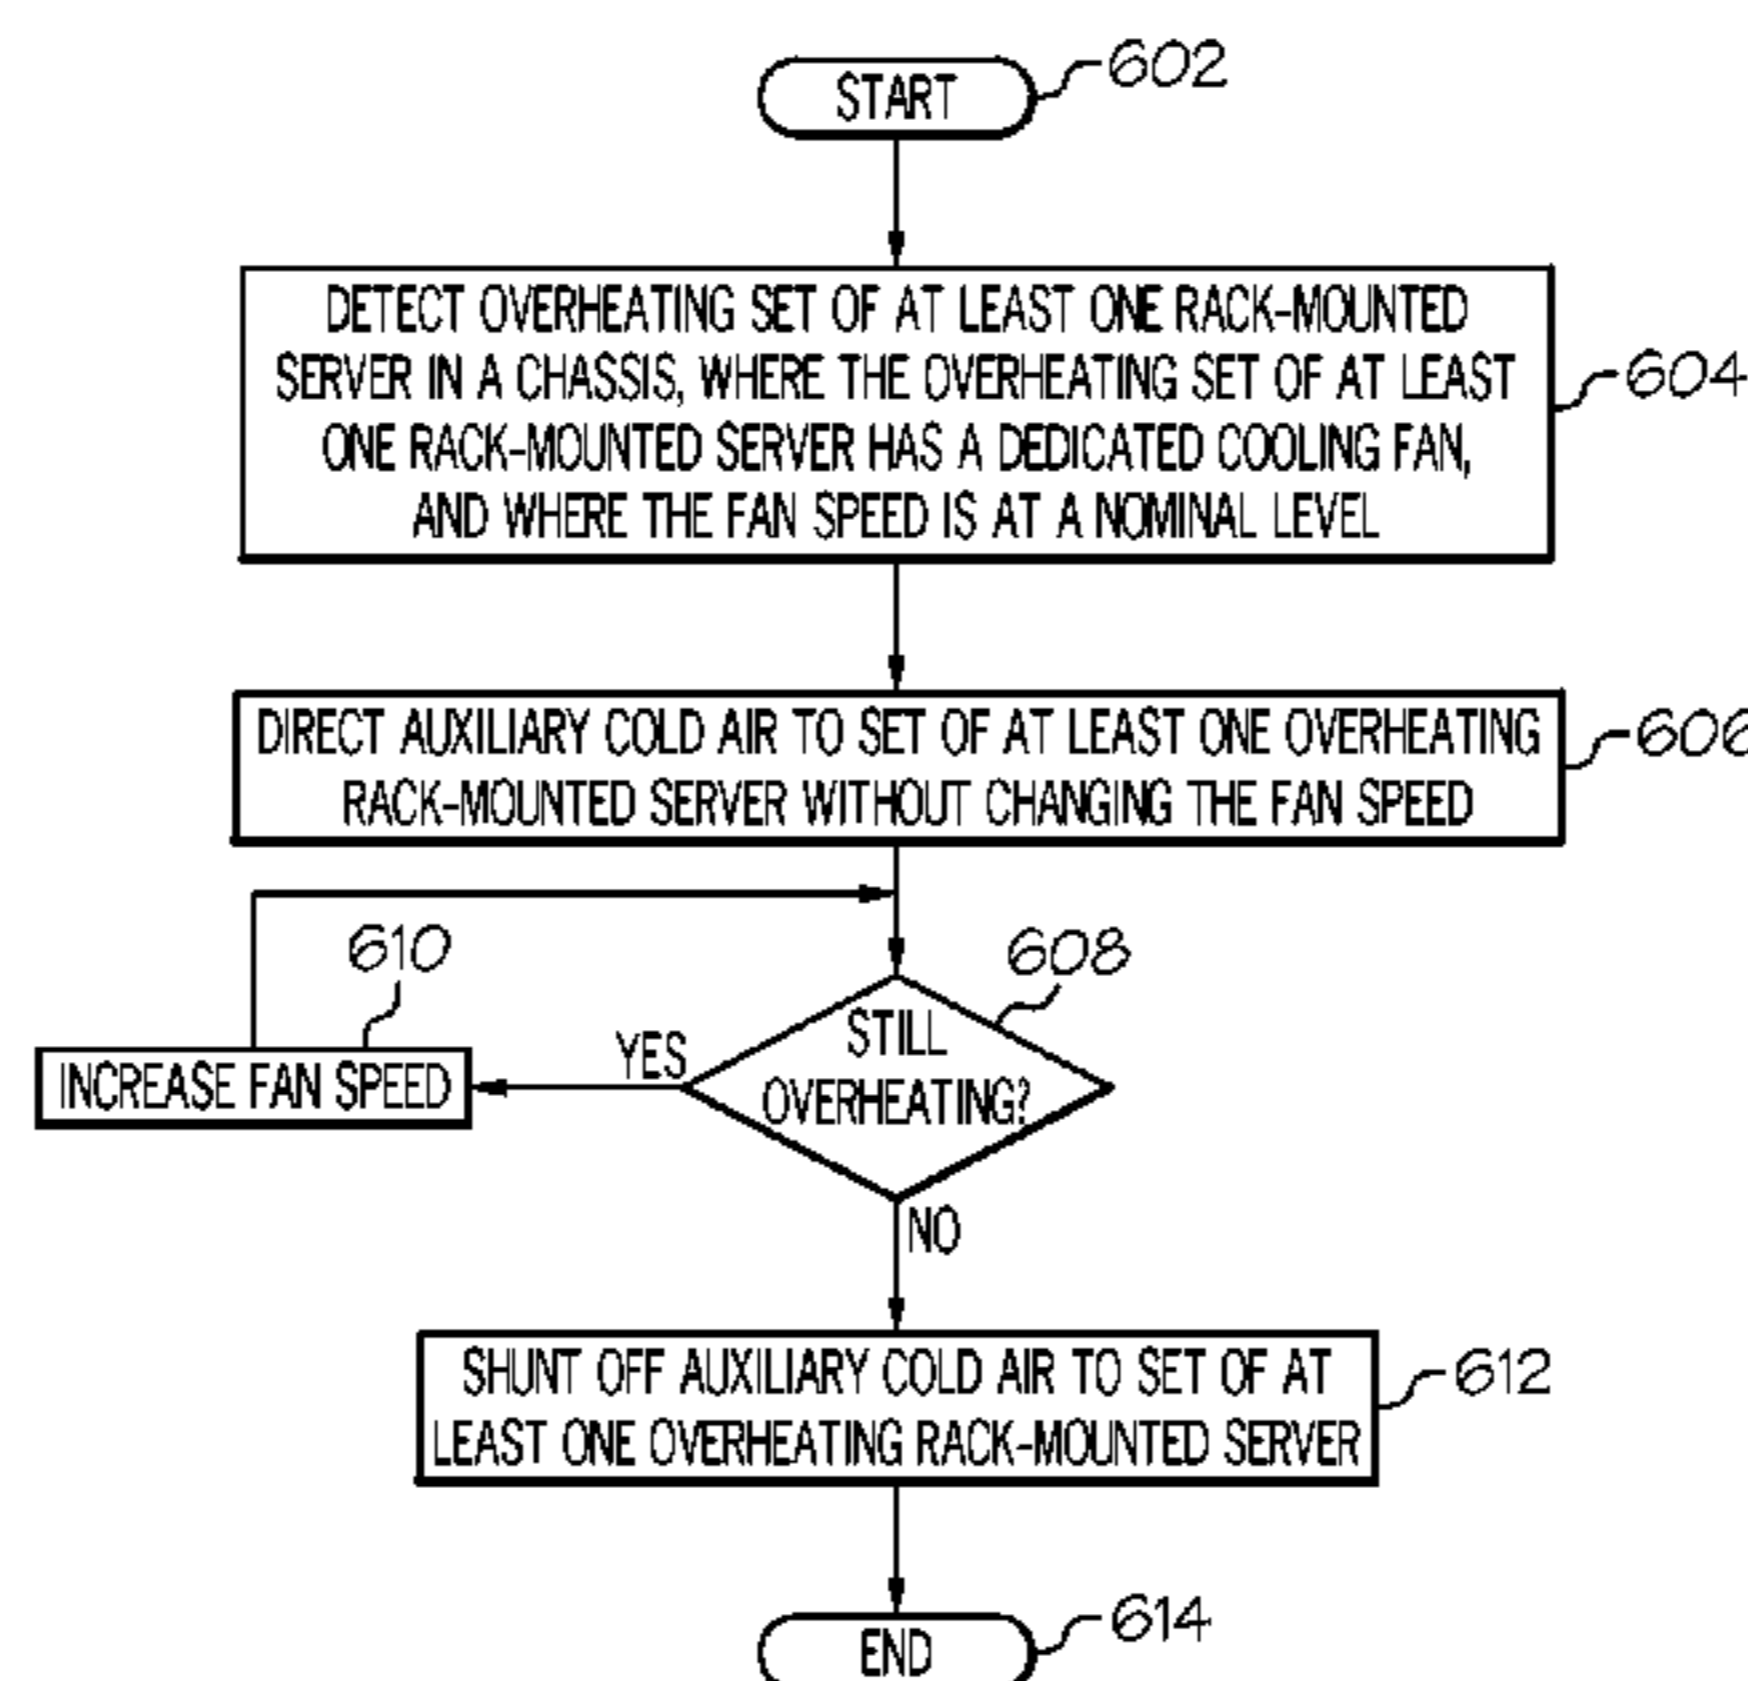 START
602
DETECT OVERHEATING SET OF AT LEAST ONE RACK-MOUNTED
SERVER IN A CHASSIS, WHERE THE OVERHEATING SET OF AT LEAST
ONE RACK-MOUNTED SERVER HAS A DEDICATED COOLING FAN,
AND WHERE THE FAN SPEED IS AT A NOMINAL LEVEL
604
DIRECT AUXILIARY COLD AIR TO SET OF AT LEAST ONE OVERHEATING
RACK-MOUNTED SERVER WITHOUT CHANGING THE FAN SPEED
606
610
608
STILL
OVERHEATING?
YES
INCREASE FAN SPEED
NO
SHUNT OFF AUXILIARY COLD AIR TO SET OF AT
LEAST ONE OVERHEATING RACK-MOUNTED SERVER
612
END
614